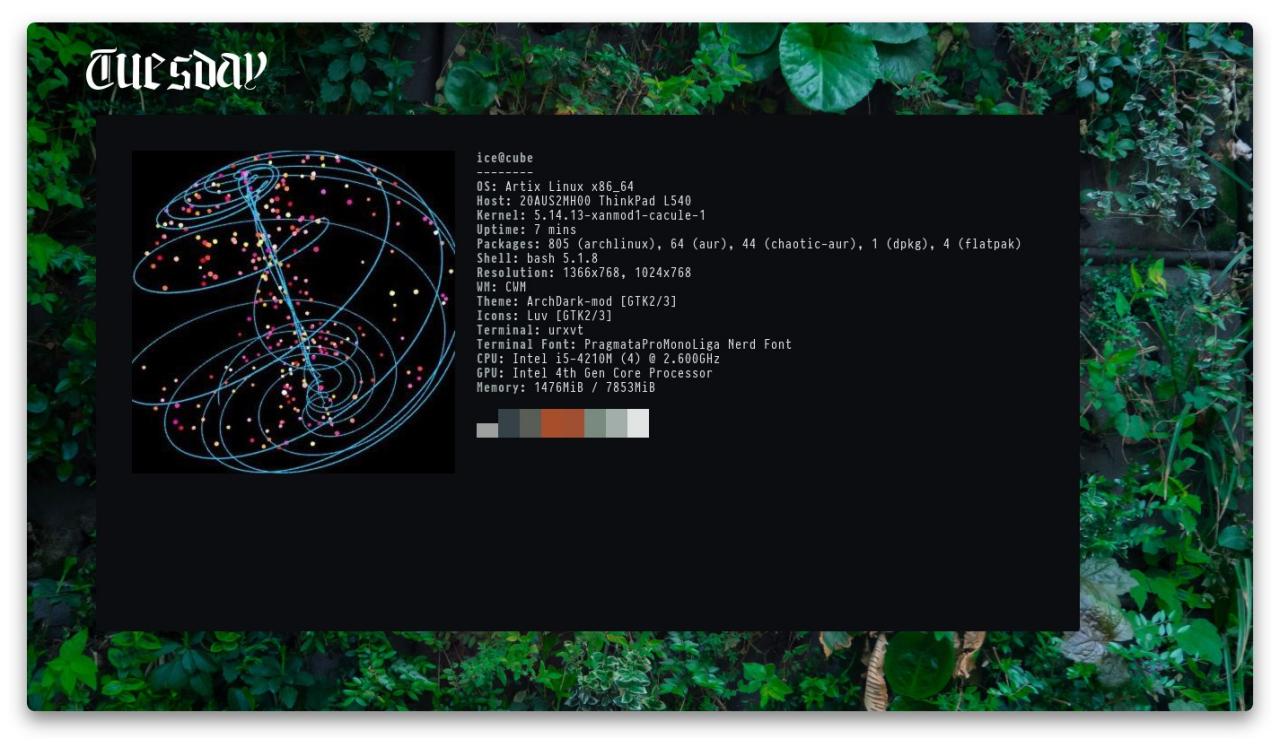 Tuesday
ice@cube
--------
OS: Artix Linux x86_64
Host: 20AUS2MH00 ThinkPad L540
Kernel: 5.14.13-xanmod1-cacule-1
Uptime: 7 mins
Packages: 805 (archlinux), 64 (aur), 44 (chaotic-aur), 1 (dpkg), 4 (flatpak)
Shell: bash 5.1.8
Resolution: 1366x768, 1024x768
WM: CWM
Theme: ArchDark-mod [GTK2/3]
Icons: Luv [GTK2/3]
Terminal: urxvt
Terminal Font: PragmataProMonoLiga Nerd Font
CPU: Intel i5-4210M (4) @ 2.600GHz
GPU: Intel 4th Gen Core Processor
Memory: 1476MiB / 7853MiB